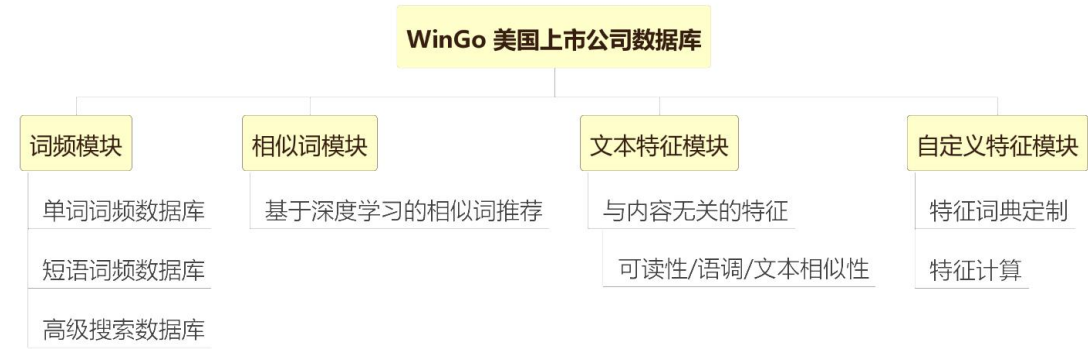 WinGo 美国上市公司数据库
词频模块
单词词频数据库
短语词频数据库
高级搜索数据库
相似词模块
基于深度学习的相似词推荐
文本特征模块
与内容无关的特征
可读性/语调/文本相似性
自定义特征模块
特征词典定制
特征计算